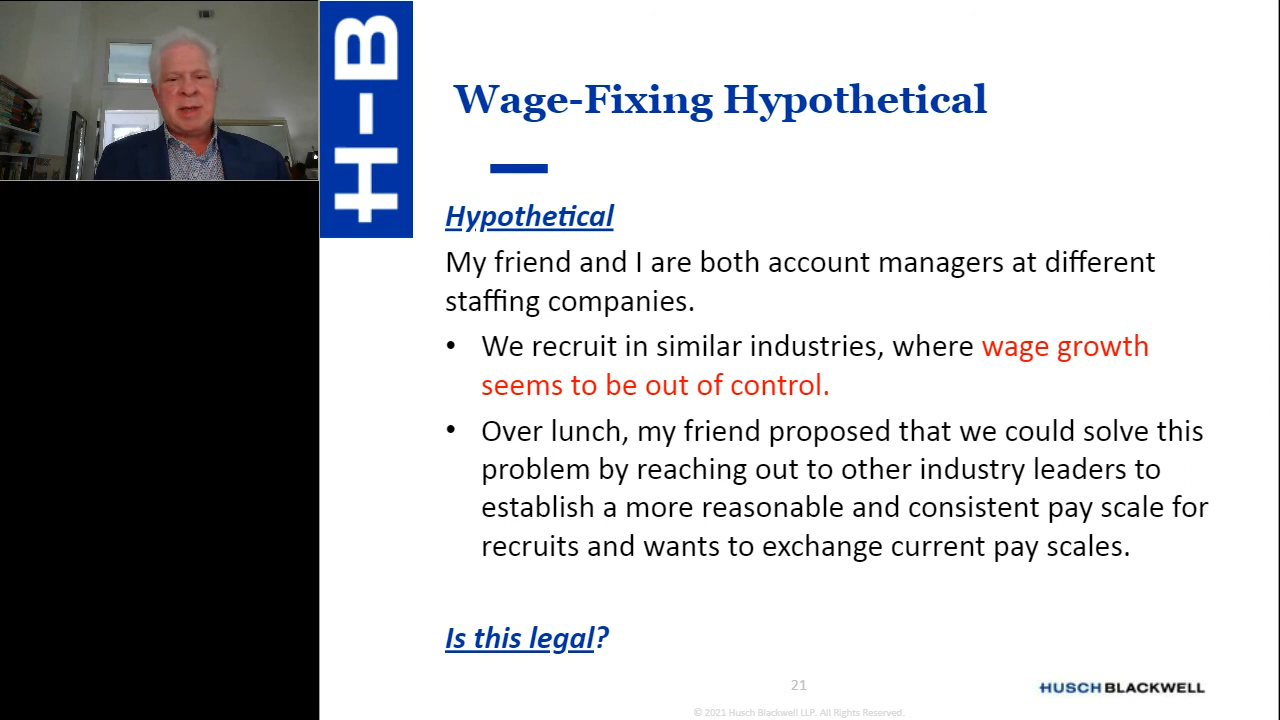 H-B
Wage-Fixing Hypothetical
Hypothetical
My friend and I are both account managers at different
staffing companies.
• We recruit in similar industries, where wage growth
seems to be out of control.
• Over lunch, my friend proposed that we could solve this
problem by reaching out to other industry leaders to
establish a more reasonable and consistent pay scale for
recruits and wants to exchange current pay scales.
Is this legal?
21
HUSCH BLACKWELL
© 2021 Husch Blackwell LLP. All Rights Reserved.